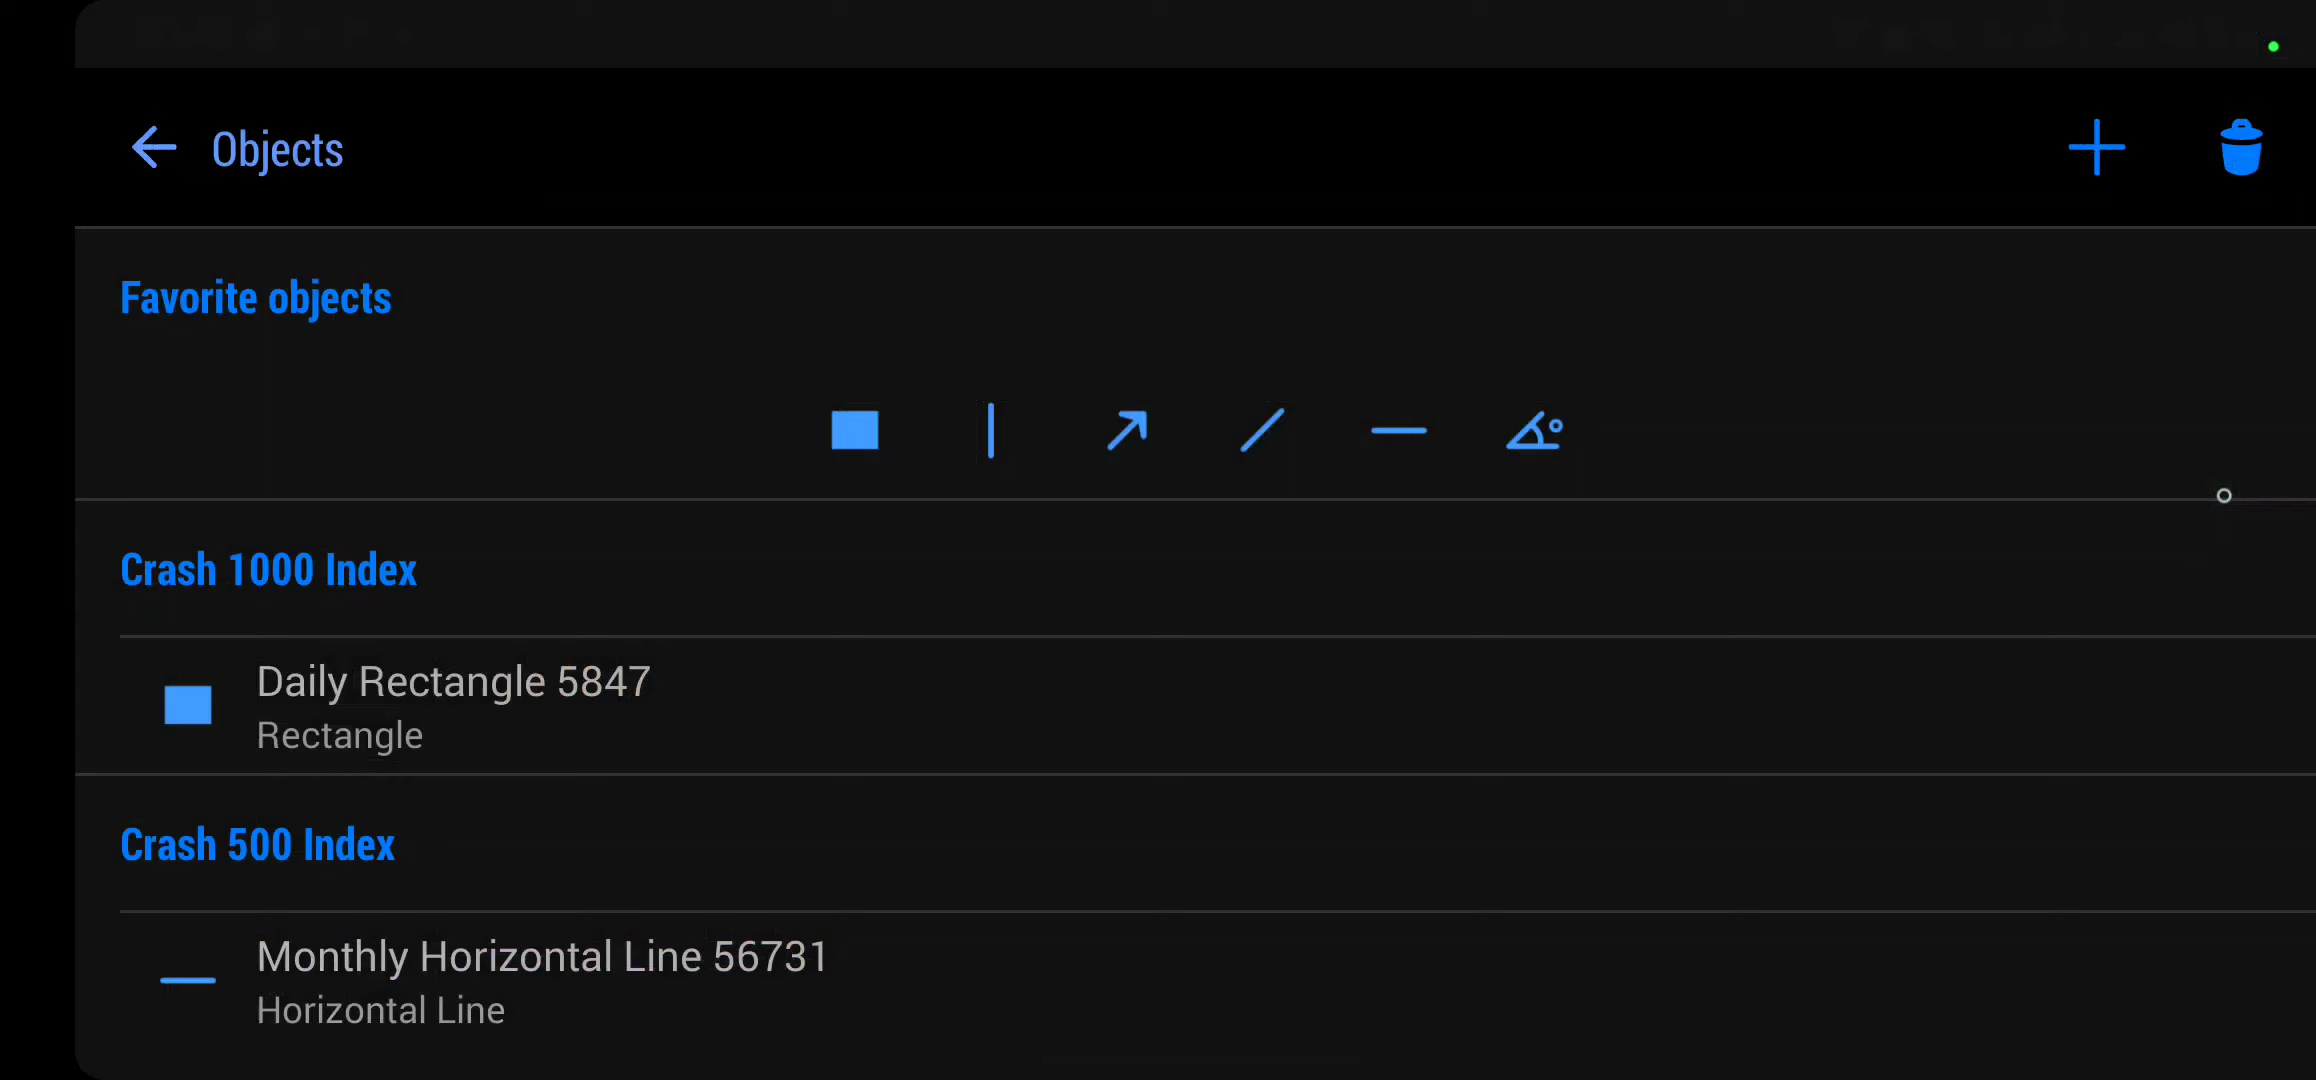 Objects
Favorite objects
Crash 1000 Index
Daily Rectangle 5847
Rectangle
Crash 500 Index
Monthly Horizontal Line 56731
Horizontal Line